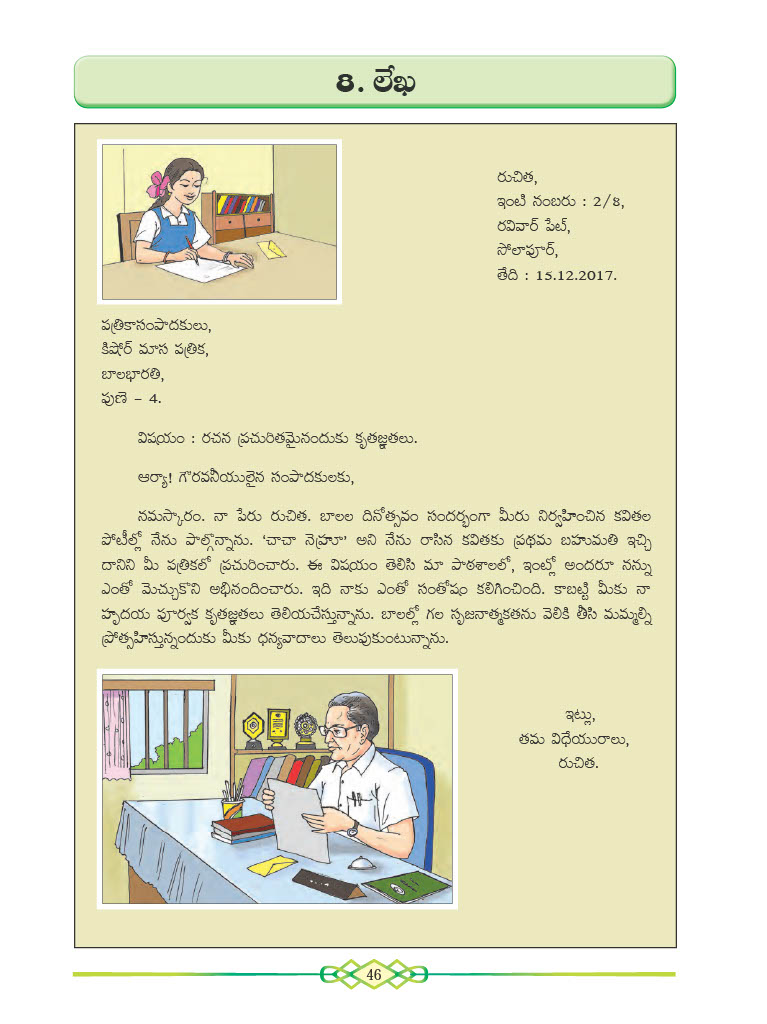 8. లేఖ
రుచిత,
ఇంటి నంబరు : 2/8,
రవివార్ పేట్,
సోలాపూర్,
తేది : 15.12.2017.
పత్రికాసంపాదకులు,
కిషోర్ మాస పత్రిక,
బాలభారతి,
పుణె – 4.
విషయం : రచన ప్రచురితమైనందుకు కృతజ్ఞతలు.
ఆర్యా! గౌరవనీయులైన సంపాదకులకు,
నమస్కారం. నా పేరు రుచిత. బాలల దినోత్సవం సందర్భంగా మీరు నిర్వహించిన కవితల
పోటీల్లో నేను పాల్గొన్నాను. ‘చాచా నెహ్రూ’ అని నేను రాసిన కవితకు ప్రథమ బహుమతి ఇచ్చి
దానిని మీ పత్రికలో ప్రచురించారు. ఈ విషయం తెలిసి మా పాఠశాలలో, ఇంట్లో అందరూ నన్ను
ఎంతో మెచ్చుకొని అభినందించారు. ఇది నాకు ఎంతో సంతోషం కలిగించింది. కాబట్టి మీకు నా
హృదయ పూర్వక కృతజ్ఞతలు తెలియచేస్తున్నాను. బాలల్లో గల సృజనాత్మకతను వెలికి తీసి మమ్మల్ని
ప్రోత్సహిస్తున్నందుకు మీకు ధన్యవాదాలు తెలుపుకుంటున్నాను.
ఇట్లు,
తమ విధేయురాలు,
రుచిత.
46